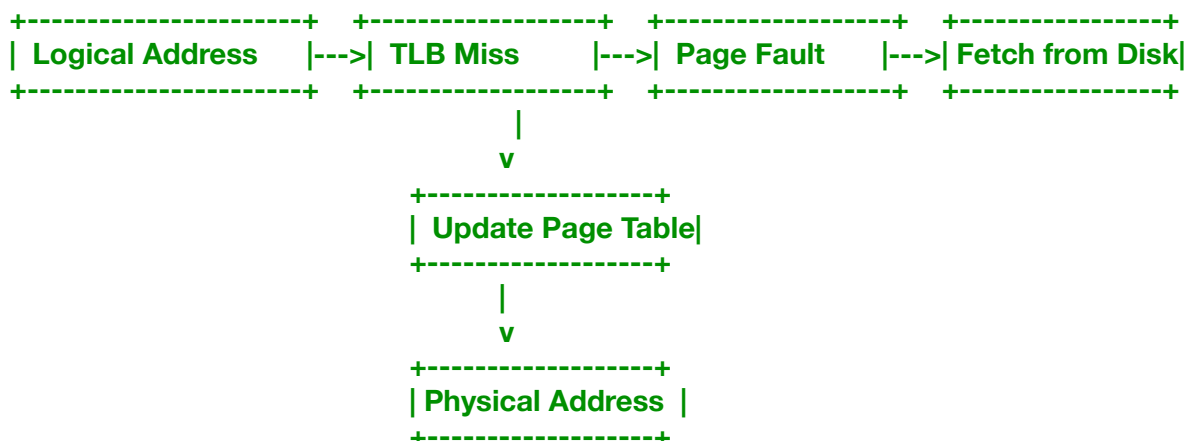 +-----------------------+ +-------------------+ +-------------------+ +-----------------+
| Logical Address |--->| TLB Miss |--->| Page Fault |--->| Fetch from Disk|
+-----------------------+ +-------------------+ +-------------------+ +-----------------+
|
v
+-------------------+
| Update Page Table|
+-------------------+
|
v
+-------------------+
| Physical Address |
+-------------------+